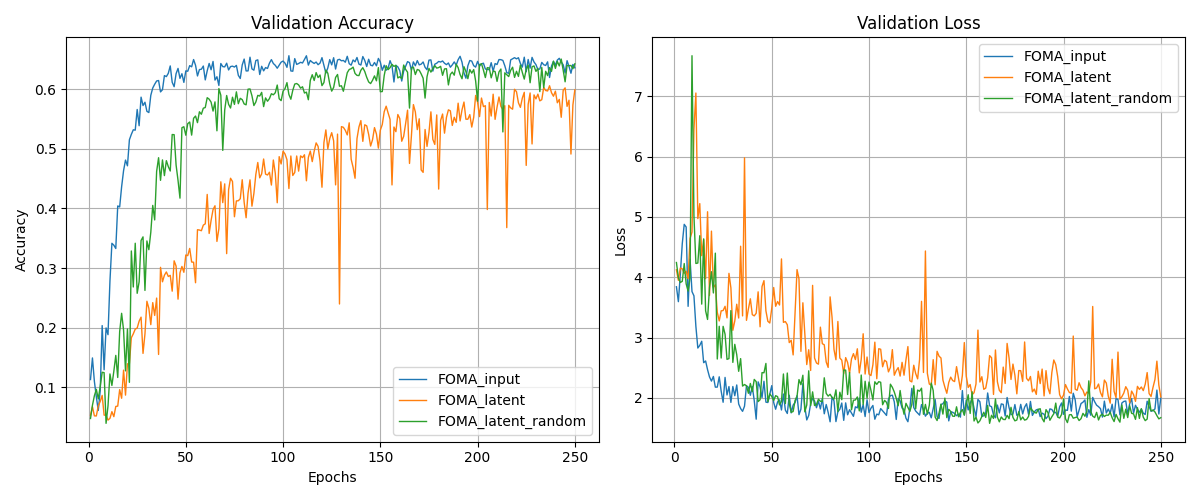 Validation Accuracy
Accuracy
0.6
0.5
0.4
0.3
0.2
0.1
0 50 100 150 200 250
Epochs
FOMA_input
FOMA_latent
FOMA_latent_random
Validation Loss
Loss
7
6
5
4
3
2
0 50 100 150 200 250
Epochs
FOMA_input
FOMA_latent
FOMA_latent_random